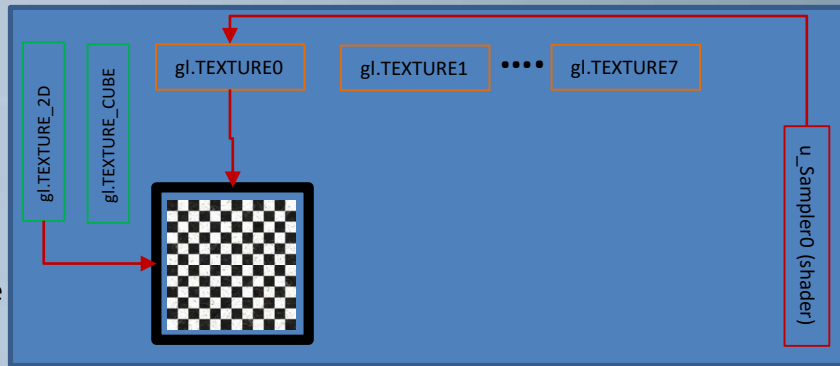 gl.TEXTURE_2D
gl.TEXTURE_CUBE
gl.TEXTURE0
gl.TEXTURE1
••••
gl.TEXTURE7
u_Sampler0 (shader)
e